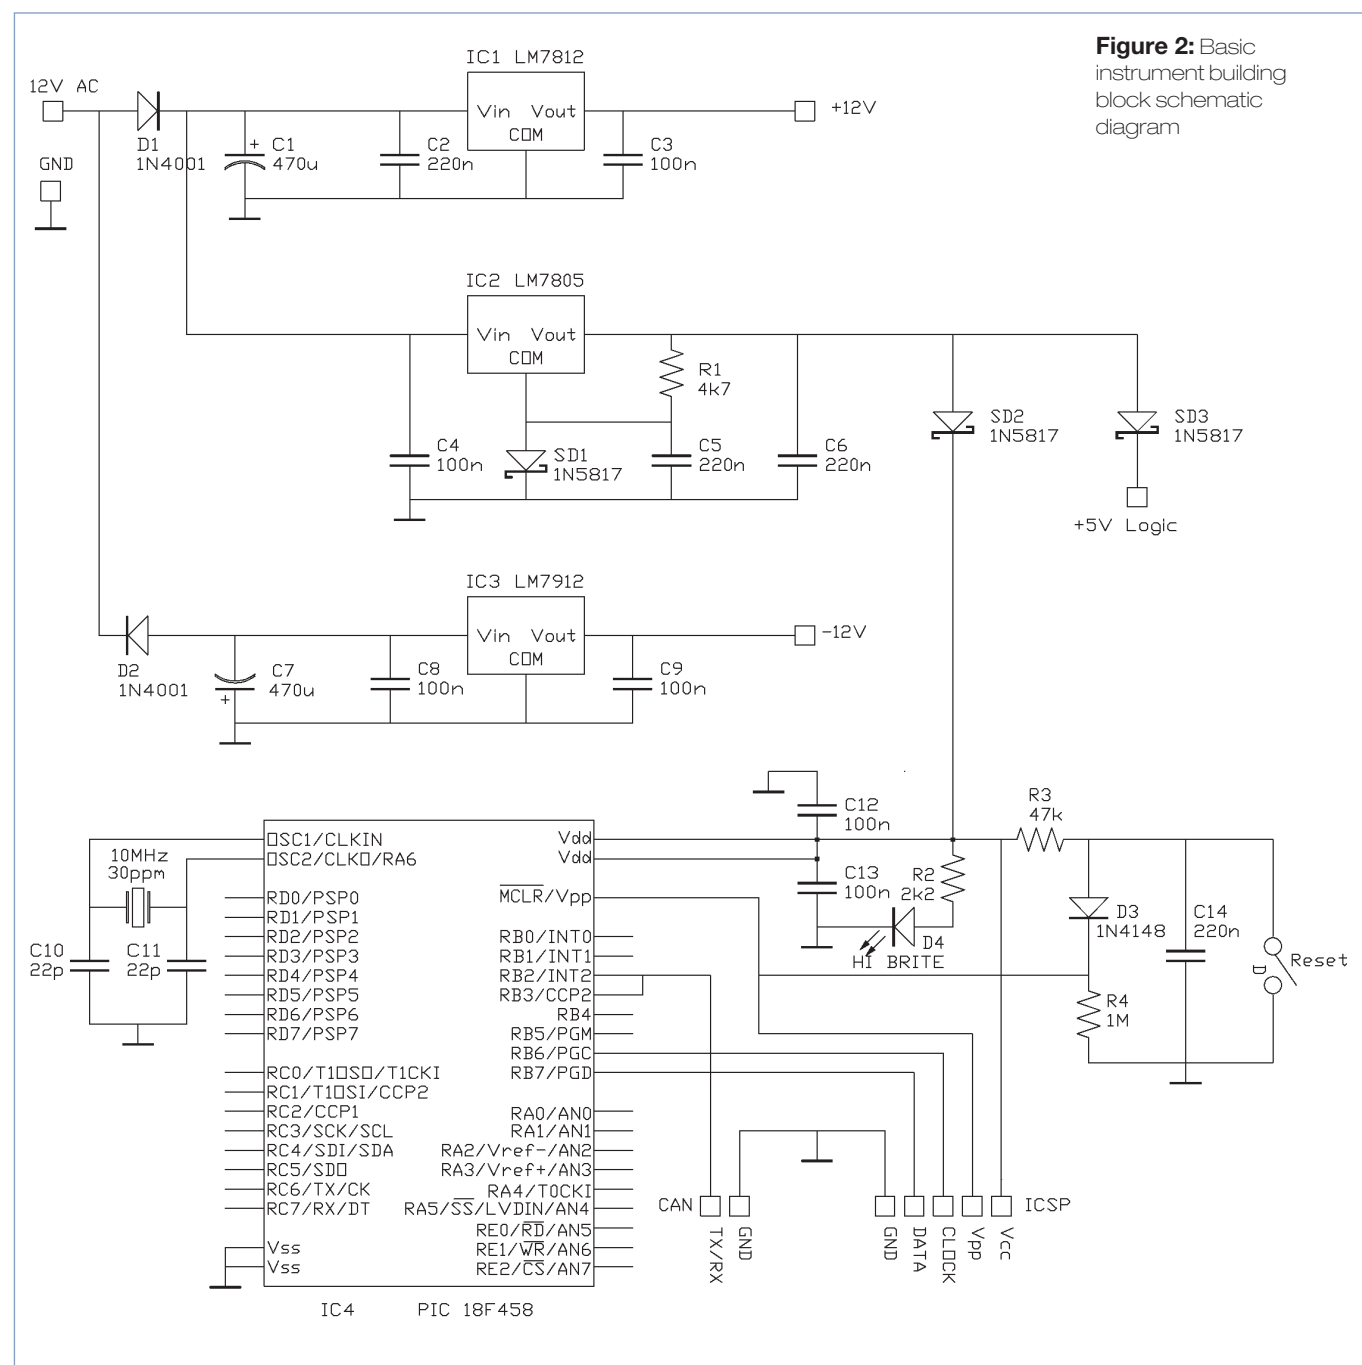 Figure 2: Basic
instrument building
block schematic
diagram
IC1 LM7812
12V AC
Vin Vout
COM
+12V
D1
1N4001
+ C1
470u
C2
220n
C3
100n
GND
IC2 LM7805
Vin Vout
COM
R1
4k7
SD2
1N5817
SD3
1N5817
C4
100n
SD1
1N5817
C5
220n
C6
220n
+5V Logic
IC3 LM7912
Vin Vout
COM
-12V
D2
1N4001
C7
470u
+
C8
100n
C9
100n
C12
100n
R3
47k
OSC1/CLKIN
OSC2/CLKO/RA6
10MHz
30ppm
Vdd
Vdd
C13
100n
R2
2k2
RD0/PSP0
RD1/PSP1
RD2/PSP2
RD3/PSP3
RD4/PSP4
RD5/PSP5
RD6/PSP6
RD7/PSP7
MCLR/Vpp
RB0/INT0
RB1/INT1
RB2/INT2
RB3/CCP2
RB4
RB5/PGM
RB6/PGC
RB7/PGD
C10
22p
C11
22p
D4
HI BRITE
D3
1N4148
C14
220n
D
Reset
R4
1M
RC0/T1OSO/T1CKI
RC1/T1OSI/CCP2
RC2/CCP1
RC3/SCK/SCL
RC4/SDI/SDA
RC5/SDO
RC6/TX/CK
RC7/RX/DT
RA0/AN0
RA1/AN1
RA2/Vref-/AN2
RA3/Vref+/AN3
RA4/TOCKI
RA5/SS/LVDIN/AN4
RE0/RD/AN5
RE1/WR/AN6
RE2/CS/AN7
Vss
Vss
CAN
TX/RX
GND
GND
DATA
CLOCK
Vpp
Vcc
ICSP
IC4 PIC 18F458